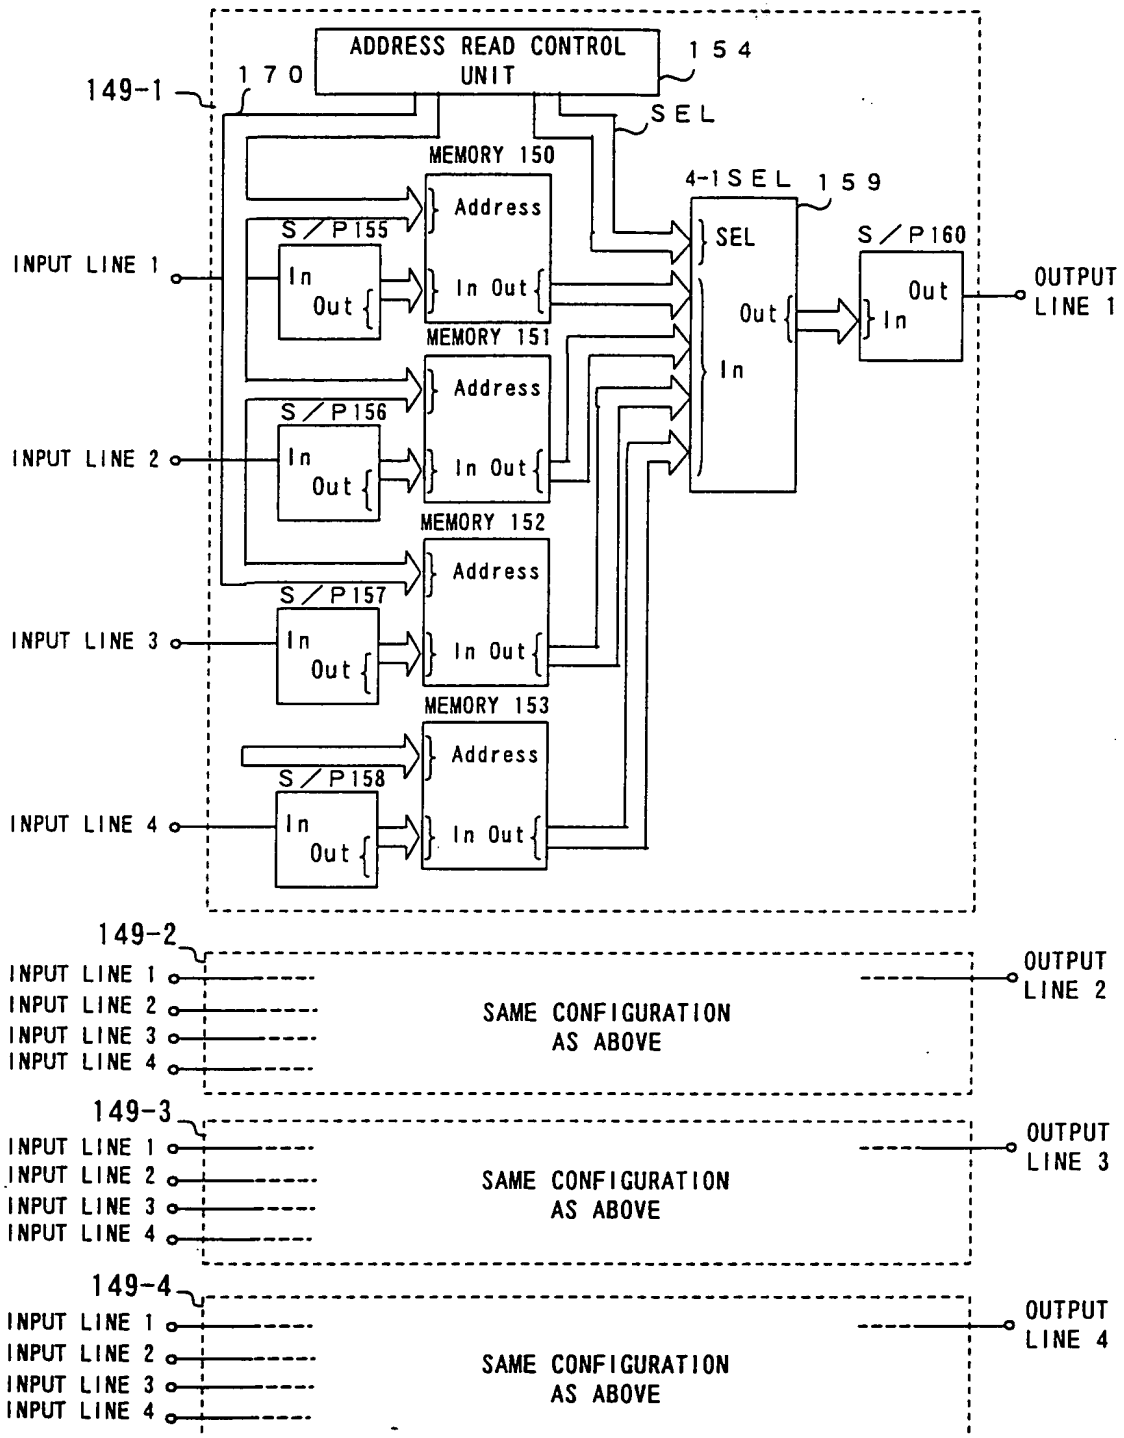 ADDRESS READ CONTROL
UNIT
154
170
149-1
SEL
MEMORY 150
4-1SEL 159
Address
S/P155
SEL
S/P160
INPUT LINE 1
In
Out
In Out
Out
In
Out
In
OUTPUT
LINE 1
MEMORY 151
Address
S/P156
INPUT LINE 2
In
Out
In Out
MEMORY 152
Address
S/P157
INPUT LINE 3
In
Out
In Out
MEMORY 153
Address
S/P158
INPUT LINE 4
In
Out
In Out
149-2
INPUT LINE 1
INPUT LINE 2
INPUT LINE 3
INPUT LINE 4
SAME CONFIGURATION
AS ABOVE
OUTPUT
LINE 2
149-3
INPUT LINE 1
INPUT LINE 2
INPUT LINE 3
INPUT LINE 4
SAME CONFIGURATION
AS ABOVE
OUTPUT
LINE 3
149-4
INPUT LINE 1
INPUT LINE 2
INPUT LINE 3
INPUT LINE 4
SAME CONFIGURATION
AS ABOVE
OUTPUT
LINE 4